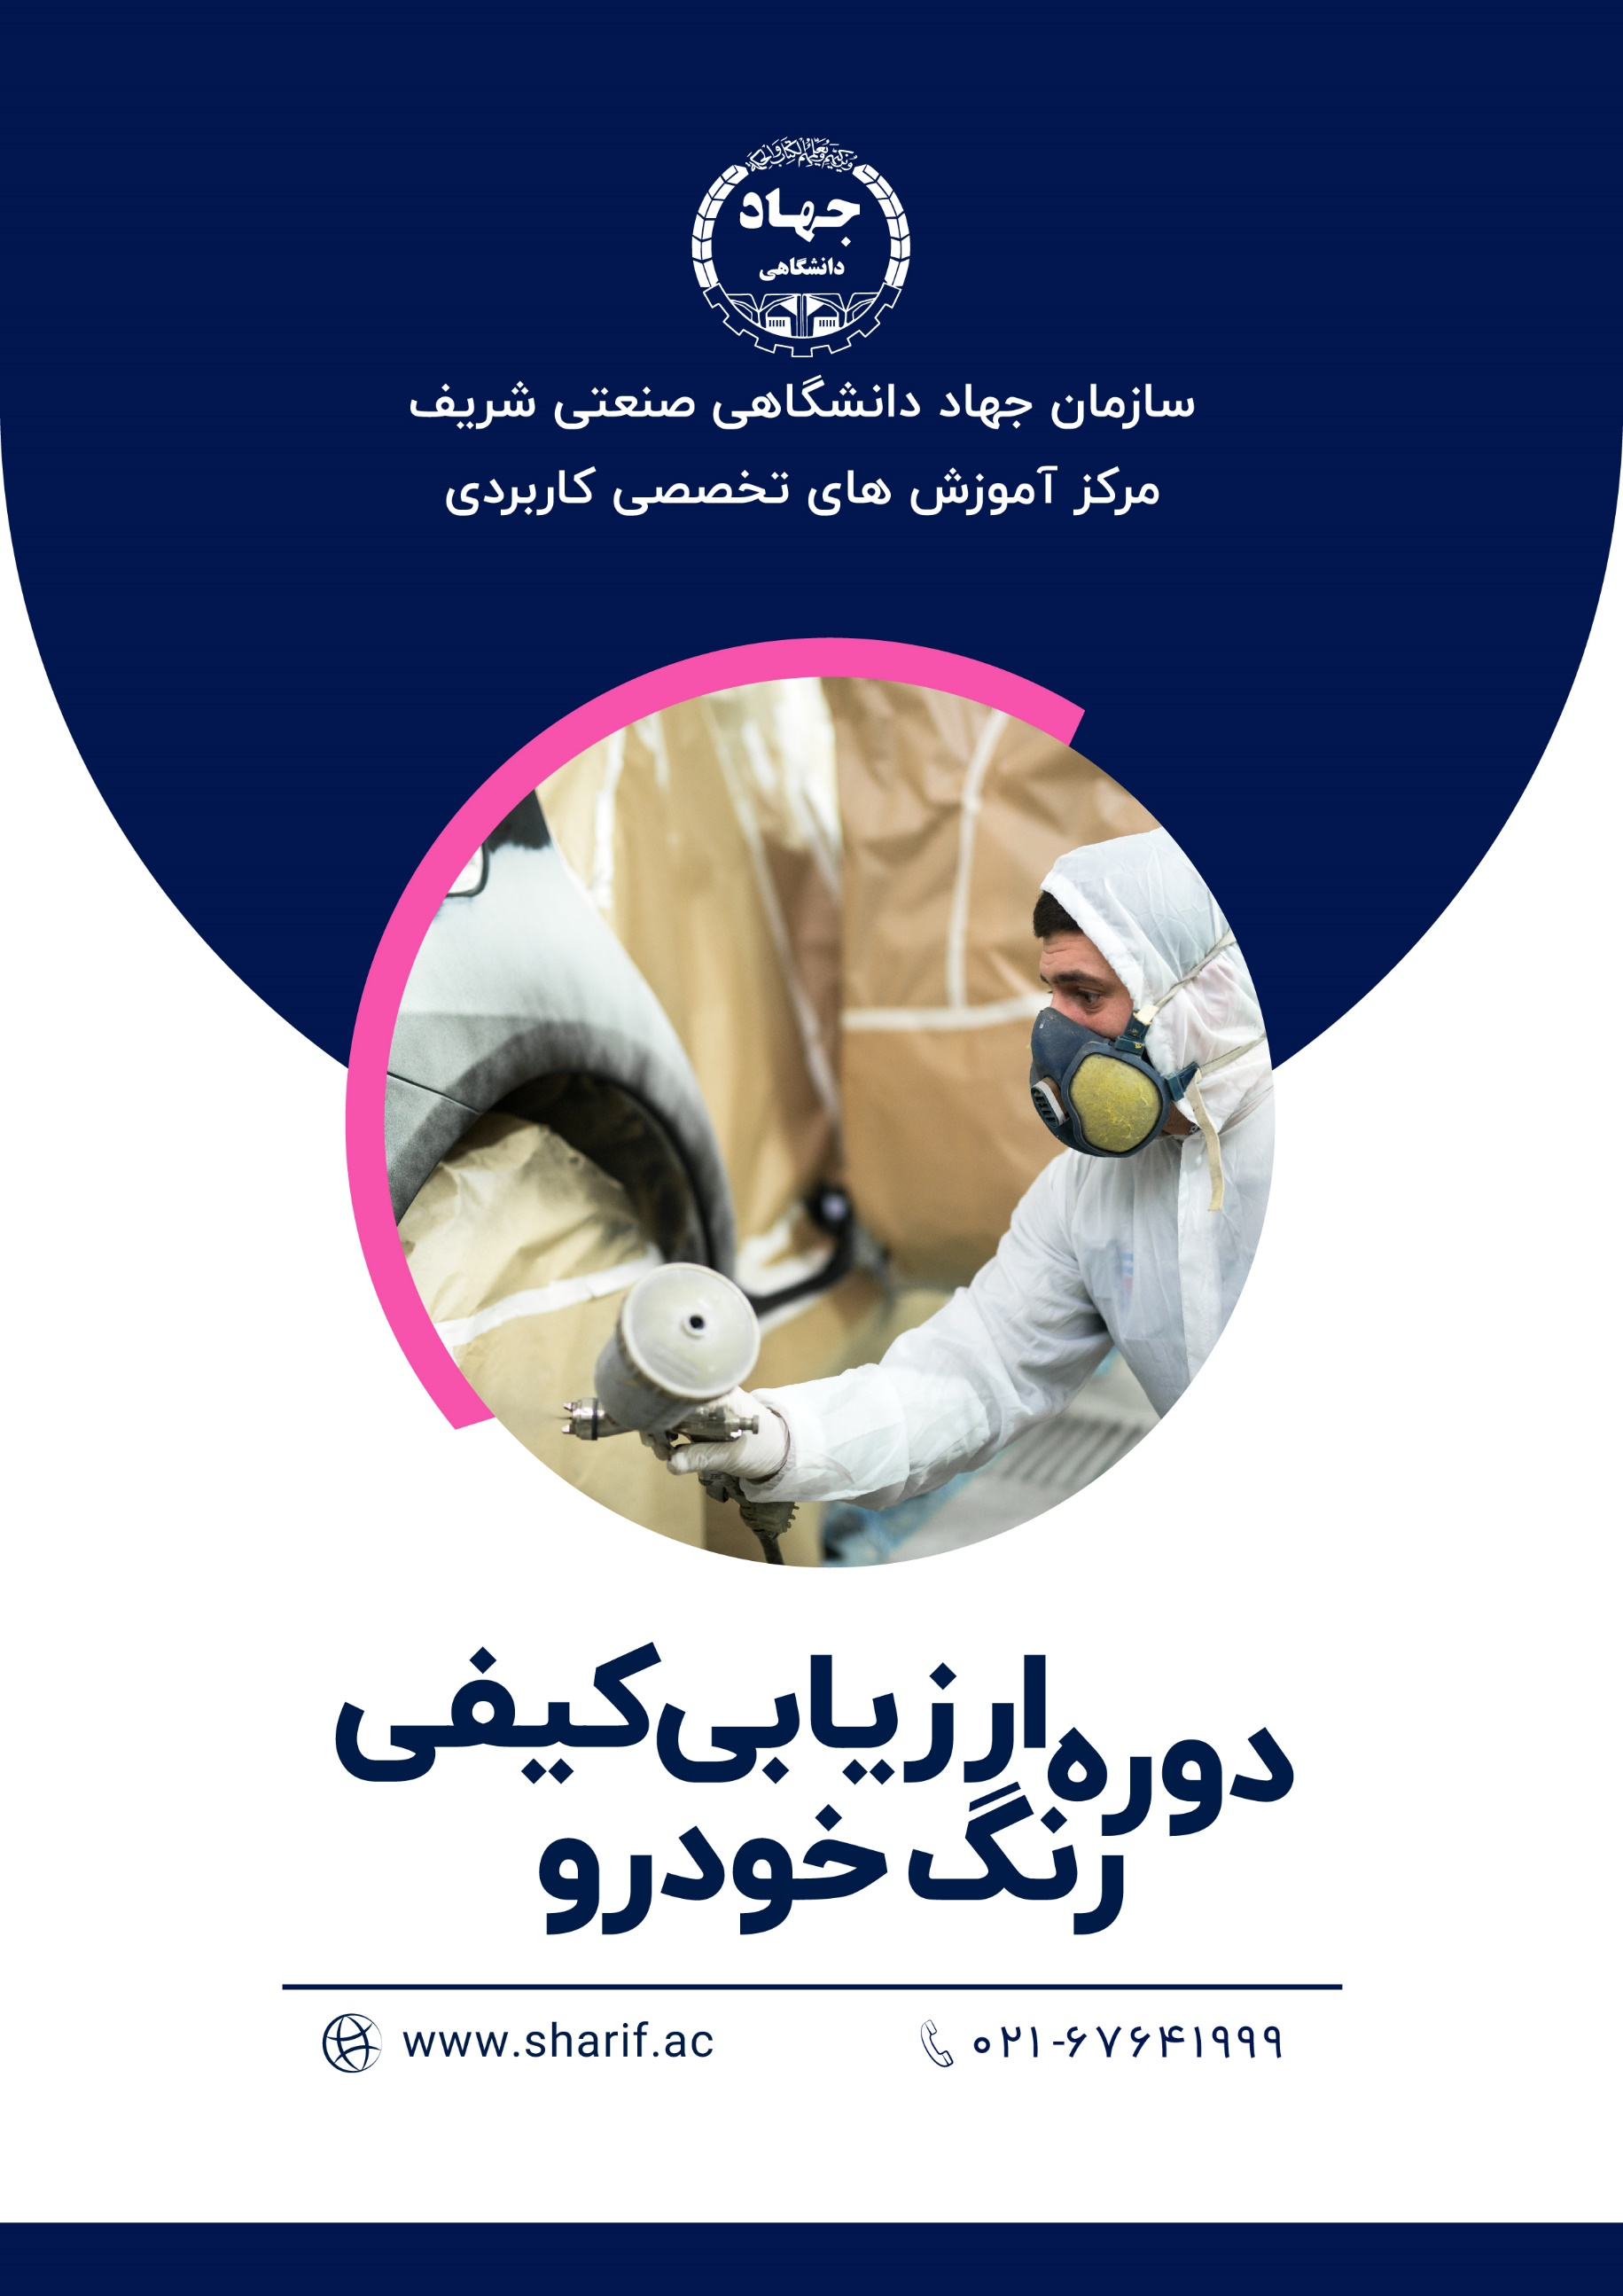 جهاد
دانشگاهی
سازمان جهاد دانشگاهی صنعتی شریف
مرکز آموزش های تخصصی کاربردی
دوره ارزیابی کیفی
رنگ خودرو
www.sharif.ac
۰۲۱-۶۷۶۴۱۹۹۹